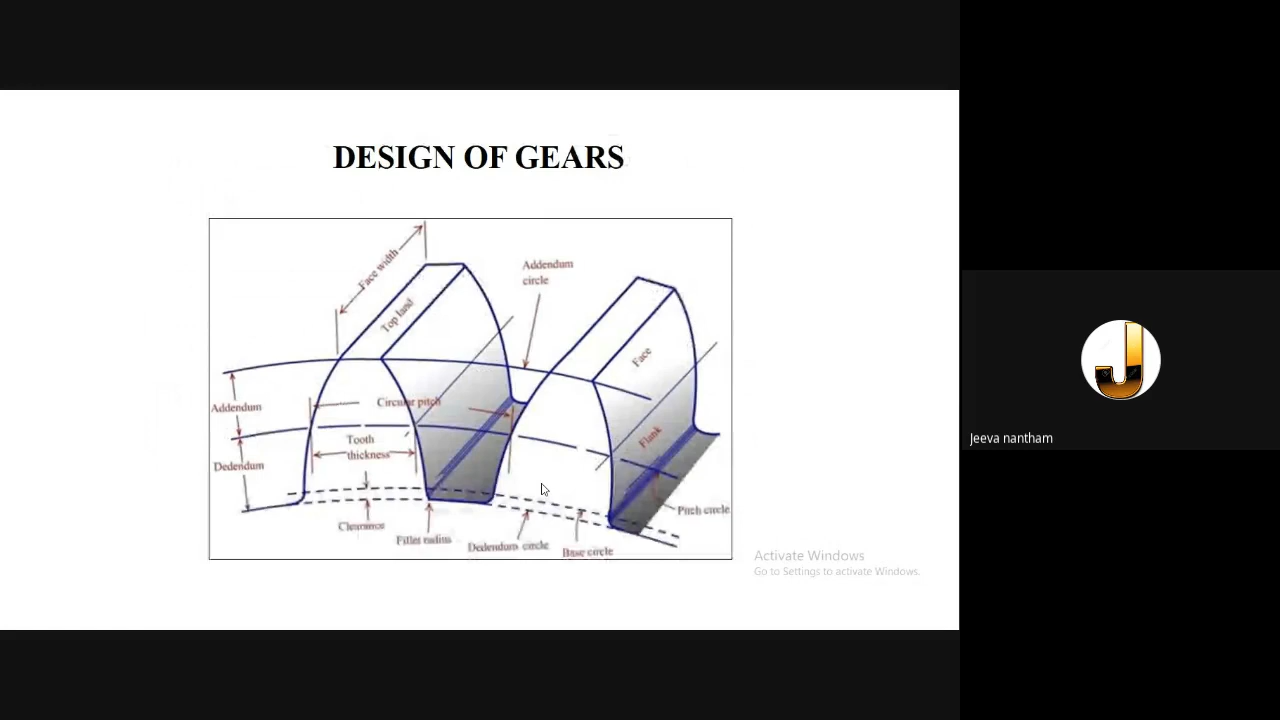 DESIGN OF GEARS
Face width
Top land
Addendum
circle
Face
Circular pitch
Addendum
Tooth
thickness
Flank
Dedendum
Pitch circle
Clearance
Fillet radius
Dedendum circle
Base circle
Activate Windows
Go to Settings to activate Windows.
J
Jeeva nantham